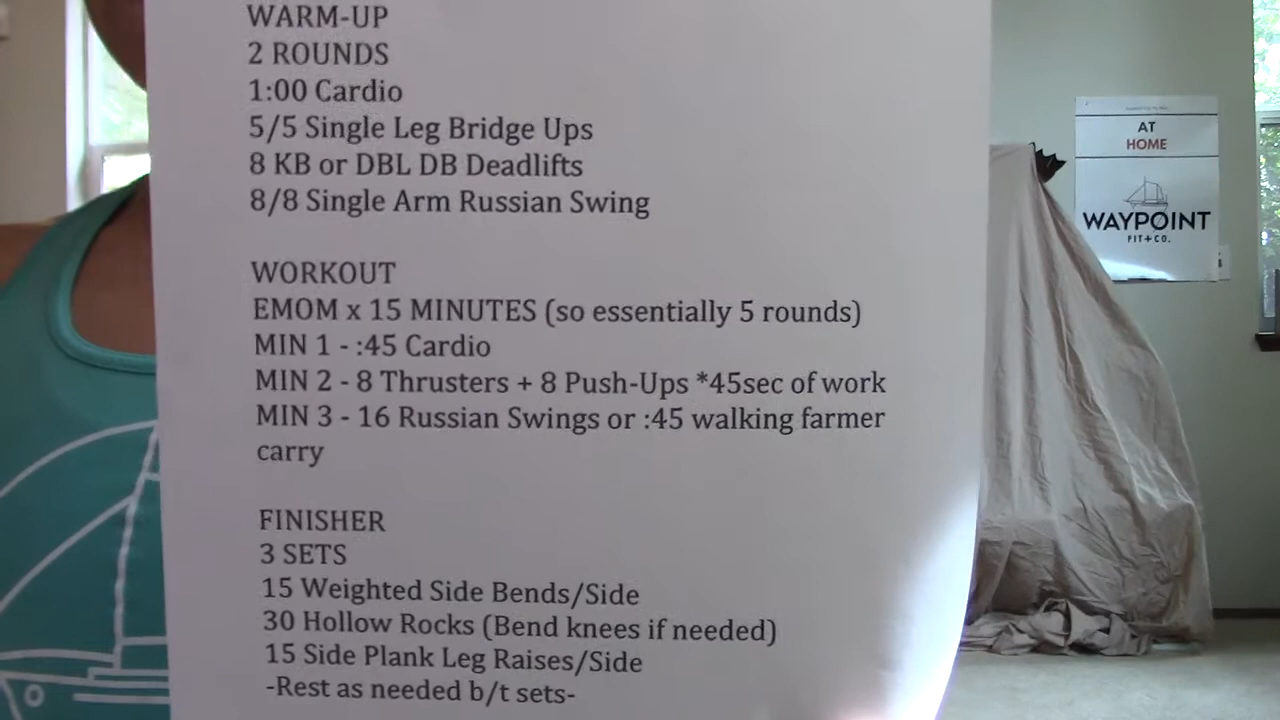 WARM-UP
2 ROUNDS
1:00 Cardio
5/5 Single Leg Bridge Ups
8 KB or DBL DB Deadlifts
8/8 Single Arm Russian Swing
WORKOUT
EMOM x 15 MINUTES (so essentially 5 rounds)
MIN 1 - :45 Cardio
MIN 2 - 8 Thrusters + 8 Push-Ups *45sec of work
MIN 3 - 16 Russian Swings or :45 walking farmer
carry
FINISHER
3 SETS
15 Weighted Side Bends/Side
30 Hollow Rocks (Bend knees if needed)
15 Side Plank Leg Raises/Side
-Rest as needed b/t sets-
AT
HOME
WAYPOINT
FIT+CO.